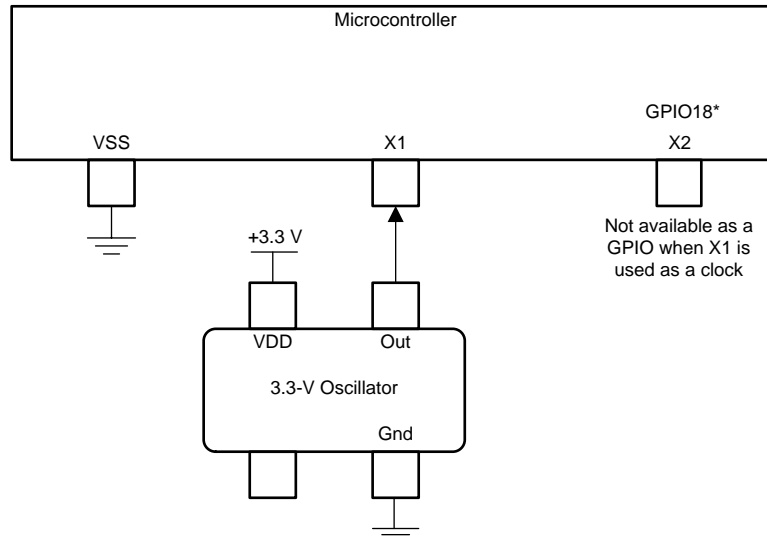 Microcontroller
GPIO18*
VSS
X1
X2
+3.3 V
Not available as a
GPIO when X1 is
used as a clock
VDD
Out
3.3-V Oscillator
Gnd